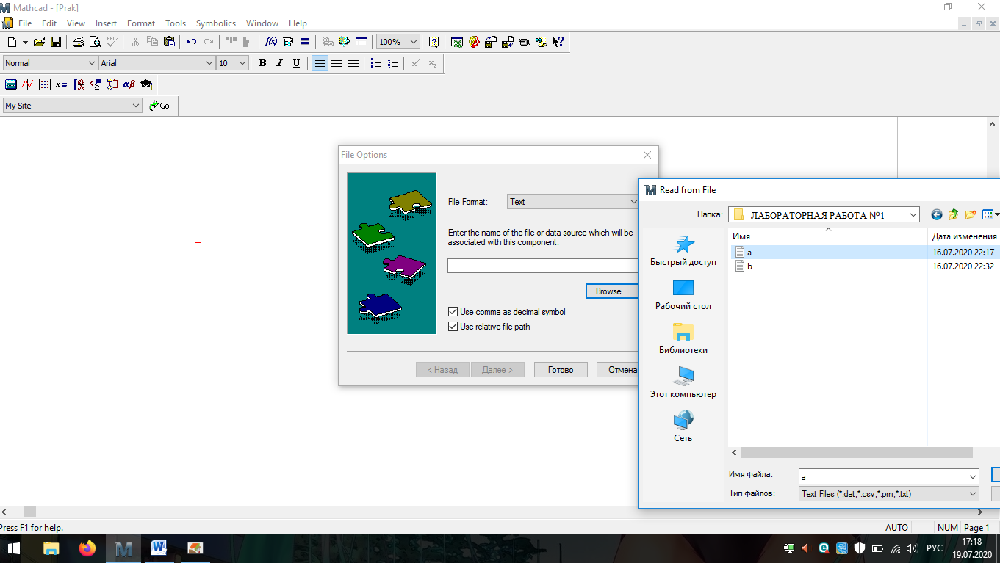 Mathcad - [Prak]
File Edit View Insert Format Tools Symbolics Window Help
100%
Normal Arial 10 B I U
αβ
My Site Go
File Options
File Format: Text
Enter the name of the file or data source which will be
associated with this component.
Browse...
Use comma as decimal symbol
Use relative file path
< Назад Далее > Готово Отмена
Read from File
Папка: ЛАБОРАТОРНАЯ РАБОТА №1
Имя Дата изменения
a 16.07.2020 22:17
b 16.07.2020 22:32
Быстрый доступ
Рабочий стол
Библиотеки
Этот компьютер
Сеть
Имя файла: a
Тип файлов: Text Files (*.dat,*.csv,*.prn,*.txt)
Press F1 for help. AUTO NUM Page 1
РУС 17:18
19.07.2020